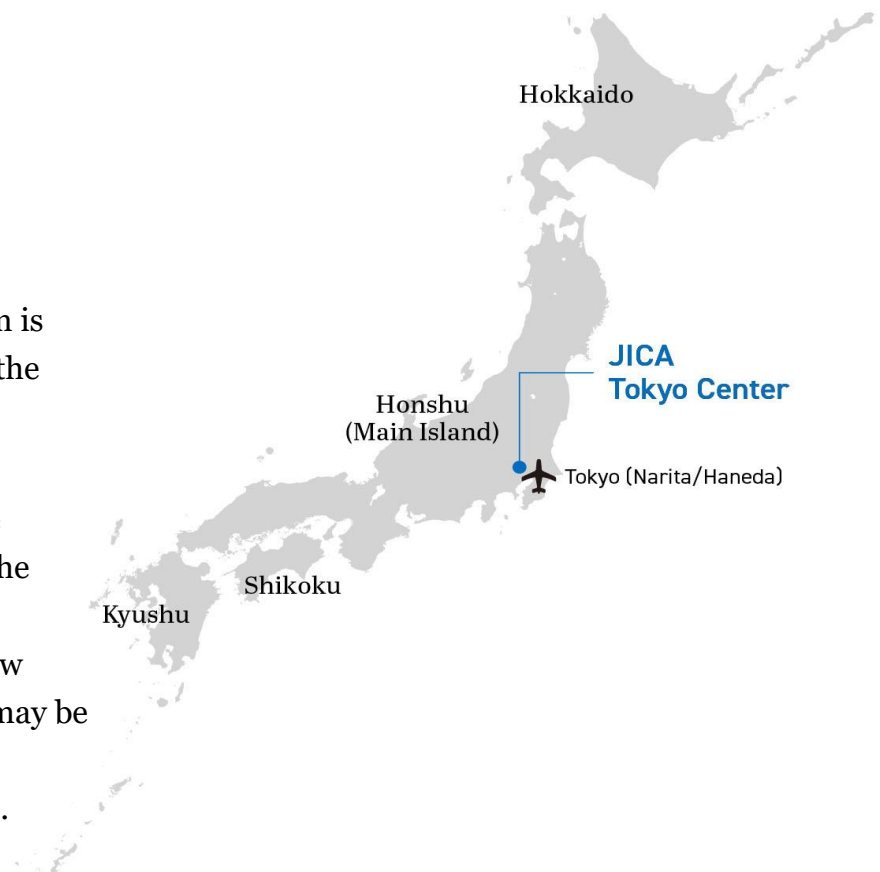 Hokkaido
n is
the
JICA
Tokyo Center
Honshu
(Main Island)
Tokyo (Narita/Haneda)
he
Shikoku
Kyushu
w
may be
.